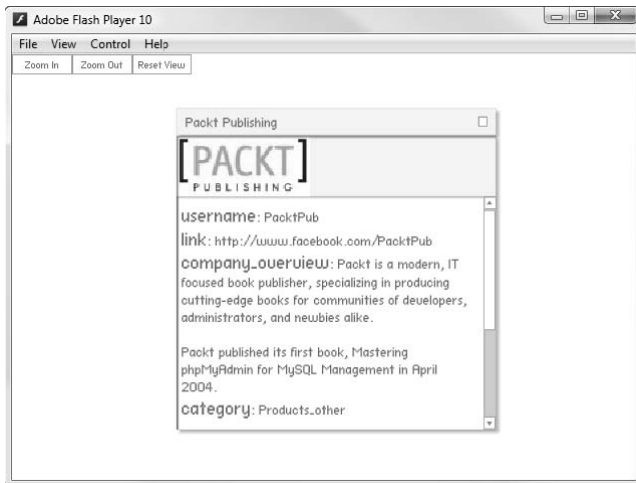 Adobe Flash Player 10
File View Control Help
Zoom In Zoom Out Reset View
Packt Publishing
[PACKT]
PUBLISHING
username: PacktPub
link: http://www.facebook.com/PacktPub
company_overview: Packt is a modern, IT
focused book publisher, specializing in producing
cutting-edge books for communities of developers,
administrators, and newbies alike.
Packt published its first book, Mastering
phpMyAdmin for MySQL Management in April
2004.
category: Products_other